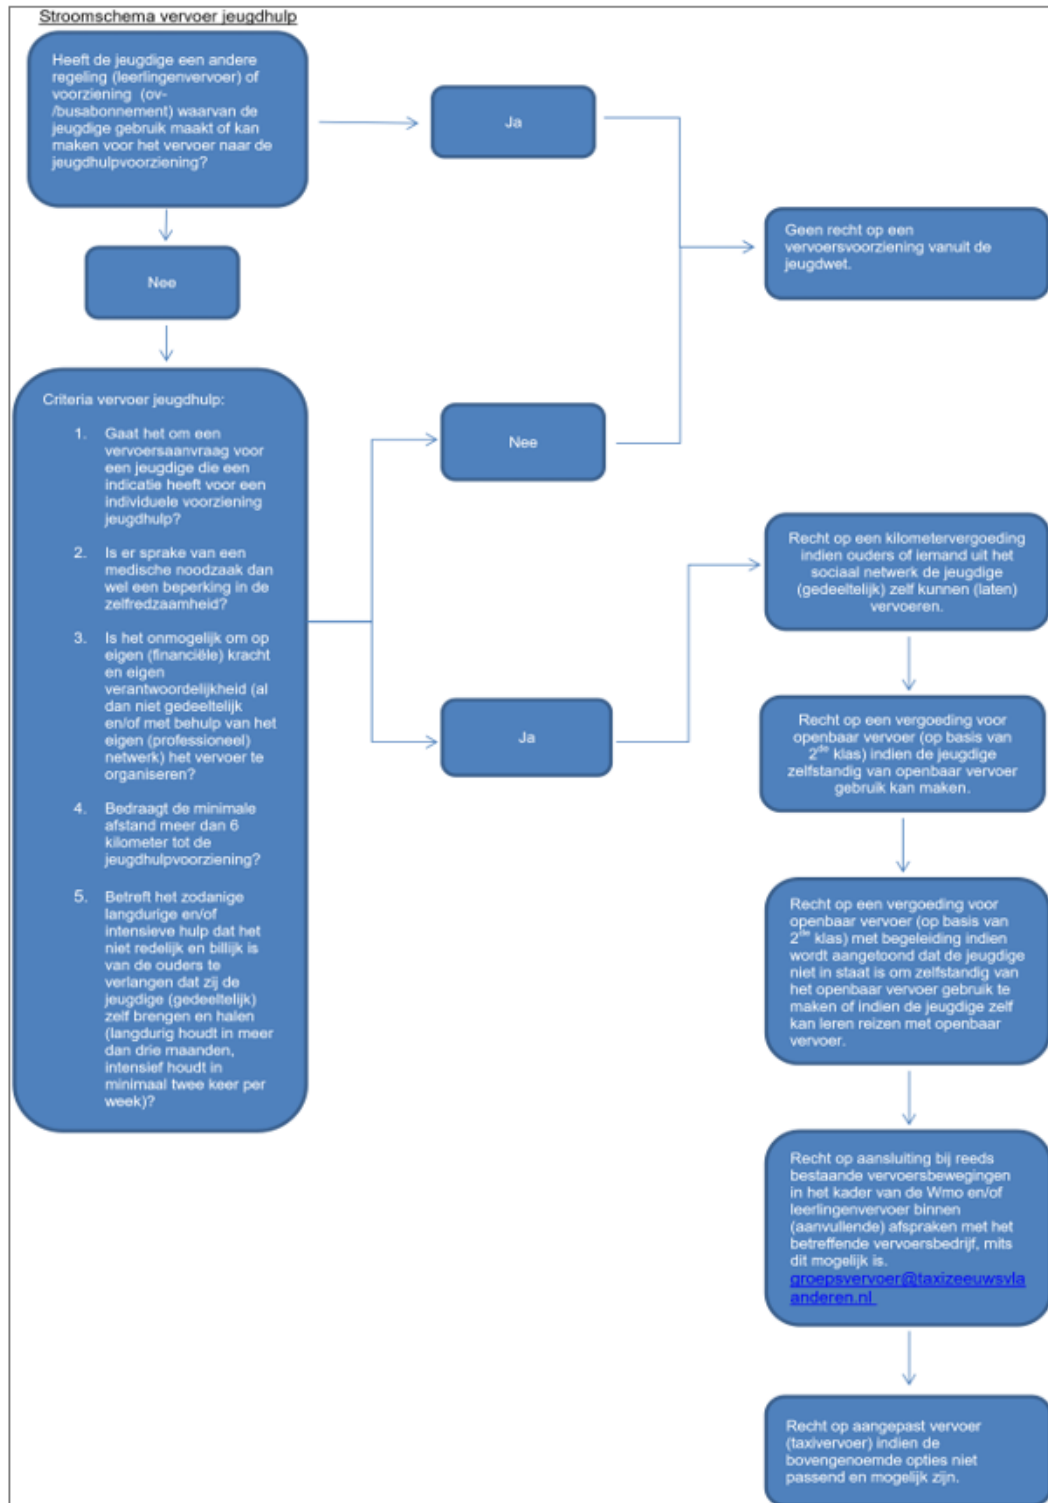 Stroomschema vervoer jeugdhulp
Heeft de jeugdige een andere
regeling (leerlingenvervoer) of
voorziening (ov-
/busabonnement) waarvan de
jeugdige gebruik maakt of kan
maken voor het vervoer naar de
jeugdhulpvoorziening?
Ja
Geen recht op een
vervoersvoorziening vanuit de
jeugdwet.
Nee
Criteria vervoer jeugdhulp:
1. Gaat het om een
vervoersaanvraag voor
een jeugdige die een
indicatie heeft voor een
individuele voorziening
jeugdhulp?
2. Is er sprake van een
medische noodzaak dan
wel een beperking in de
zelfredzaamheid?
3. Is het onmogelijk om op
eigen (financiële) kracht
en eigen
verantwoordelijkheid (al
dan niet gedeeltelijk
en/of met behulp van het
eigen (professioneel)
netwerk) het vervoer te
organiseren?
4. Bedraagt de minimale
afstand meer dan 6
kilometer tot de
jeugdhulpvoorziening?
5. Betreft het zodanige
langdurige en/of
intensieve hulp dat het
niet redelijk en billijk is
van de ouders te
verlangen dat zij de
jeugdige (gedeeltelijk)
zelf brengen en halen
(langdurig houdt in meer
dan drie maanden,
intensief houdt in
minimaal twee keer per
week)?
Nee
Ja
Recht op een kilometervergoeding
indien ouders of iemand uit het
sociaal netwerk de jeugdige
(gedeeltelijk) zelf kunnen (laten)
vervoeren.
Recht op een vergoeding voor
openbaar vervoer (op basis van
2de klas) indien de jeugdige
zelfstandig van openbaar vervoer
gebruik kan maken.
Recht op een vergoeding voor
openbaar vervoer (op basis van
2de klas) met begeleiding indien
wordt aangetoond dat de jeugdige
niet in staat is om zelfstandig van
het openbaar vervoer gebruik te
maken of indien de jeugdige zelf
kan leren reizen met openbaar
vervoer.
Recht op aansluiting bij reeds
bestaande vervoersbewegingen
in het kader van de Wmo en/of
leerlingenvervoer binnen
(aanvullende) afspraken met het
betreffende vervoersbedrijf, mits
dit mogelijk is.
groepsvervoer@taxizeeuwsvla
anderen.nl
Recht op aangepast vervoer
(taxivervoer) indien de
bovengenoemde opties niet
passend en mogelijk zijn.